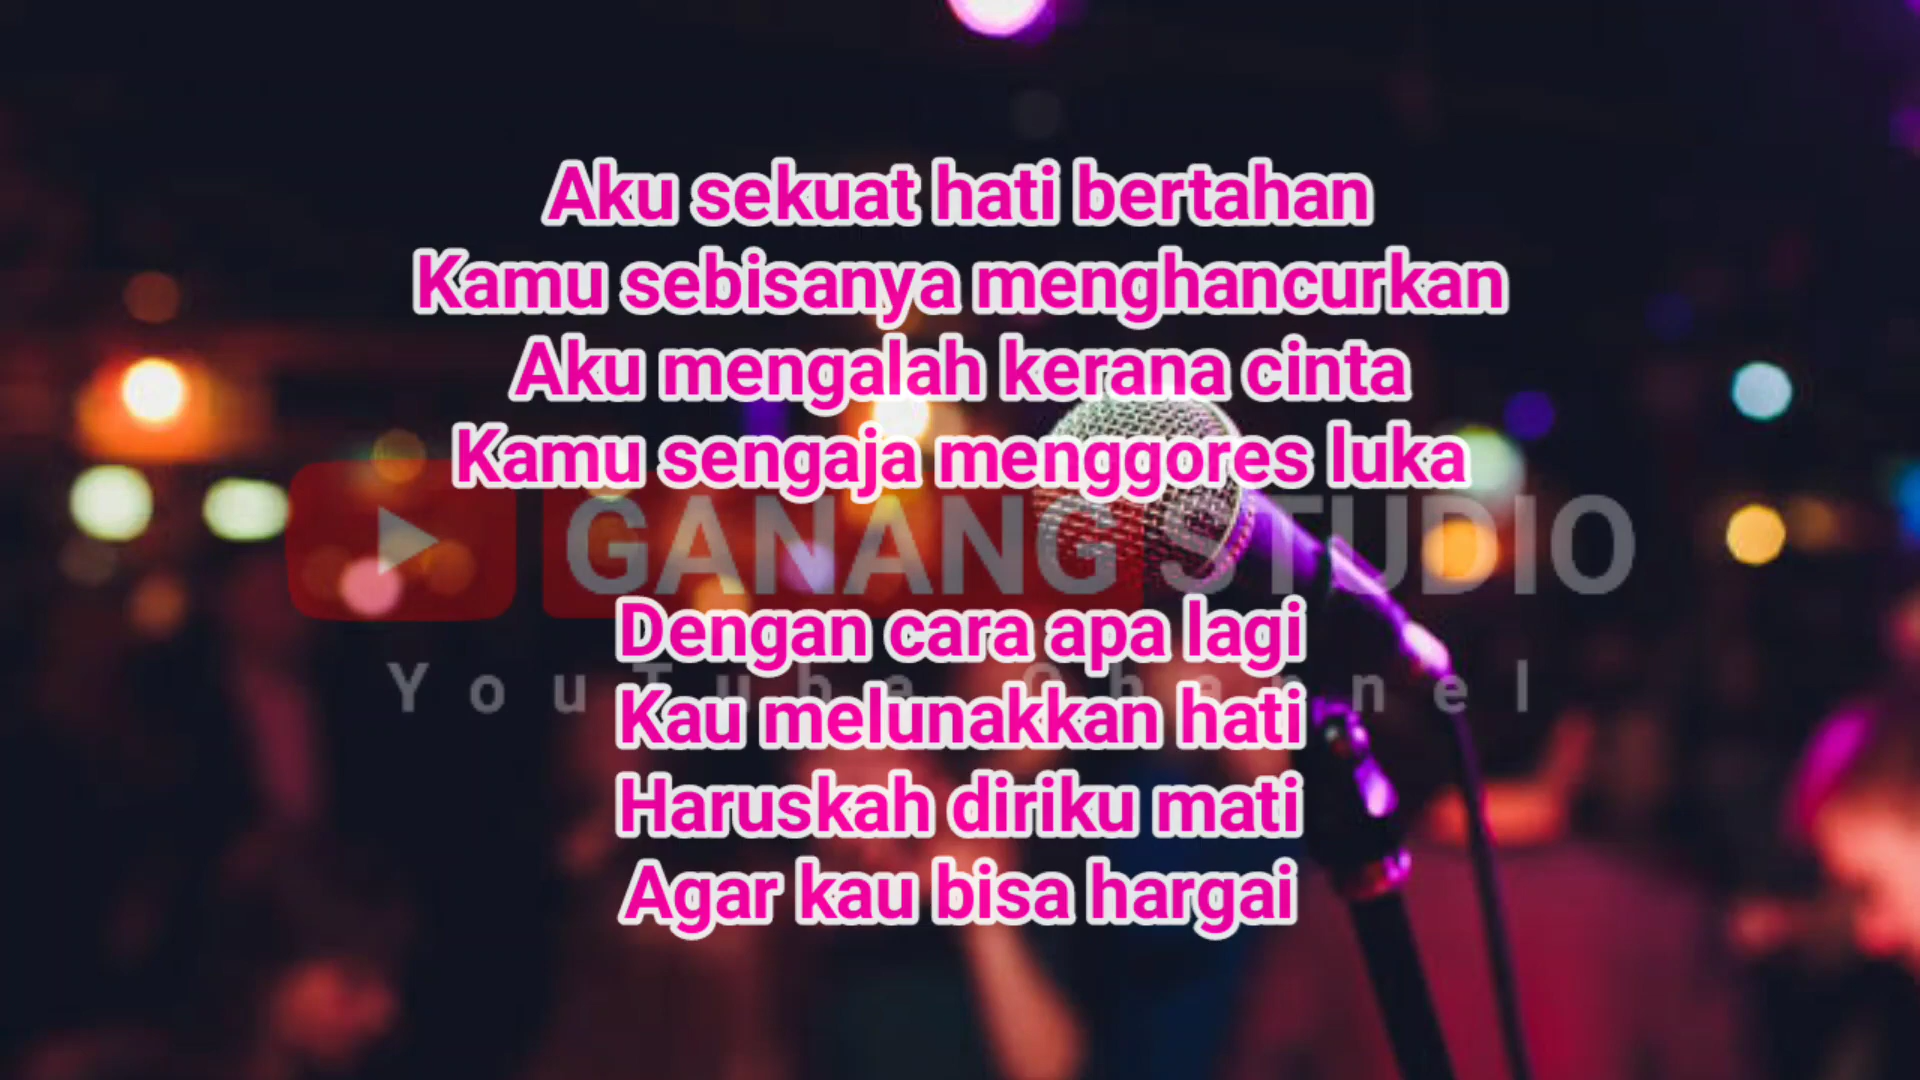 Aku sekuat hati bertahan
Kamu sebisanya menghancurkan
Aku mengalah kerana cinta
Kamu sengaja menggores luka
GANANG STUDIO
Dengan cara apa lagi
YouTube Channel
Kau melunakkan hati
Haruskah diriku mati
Agar kau bisa hargai